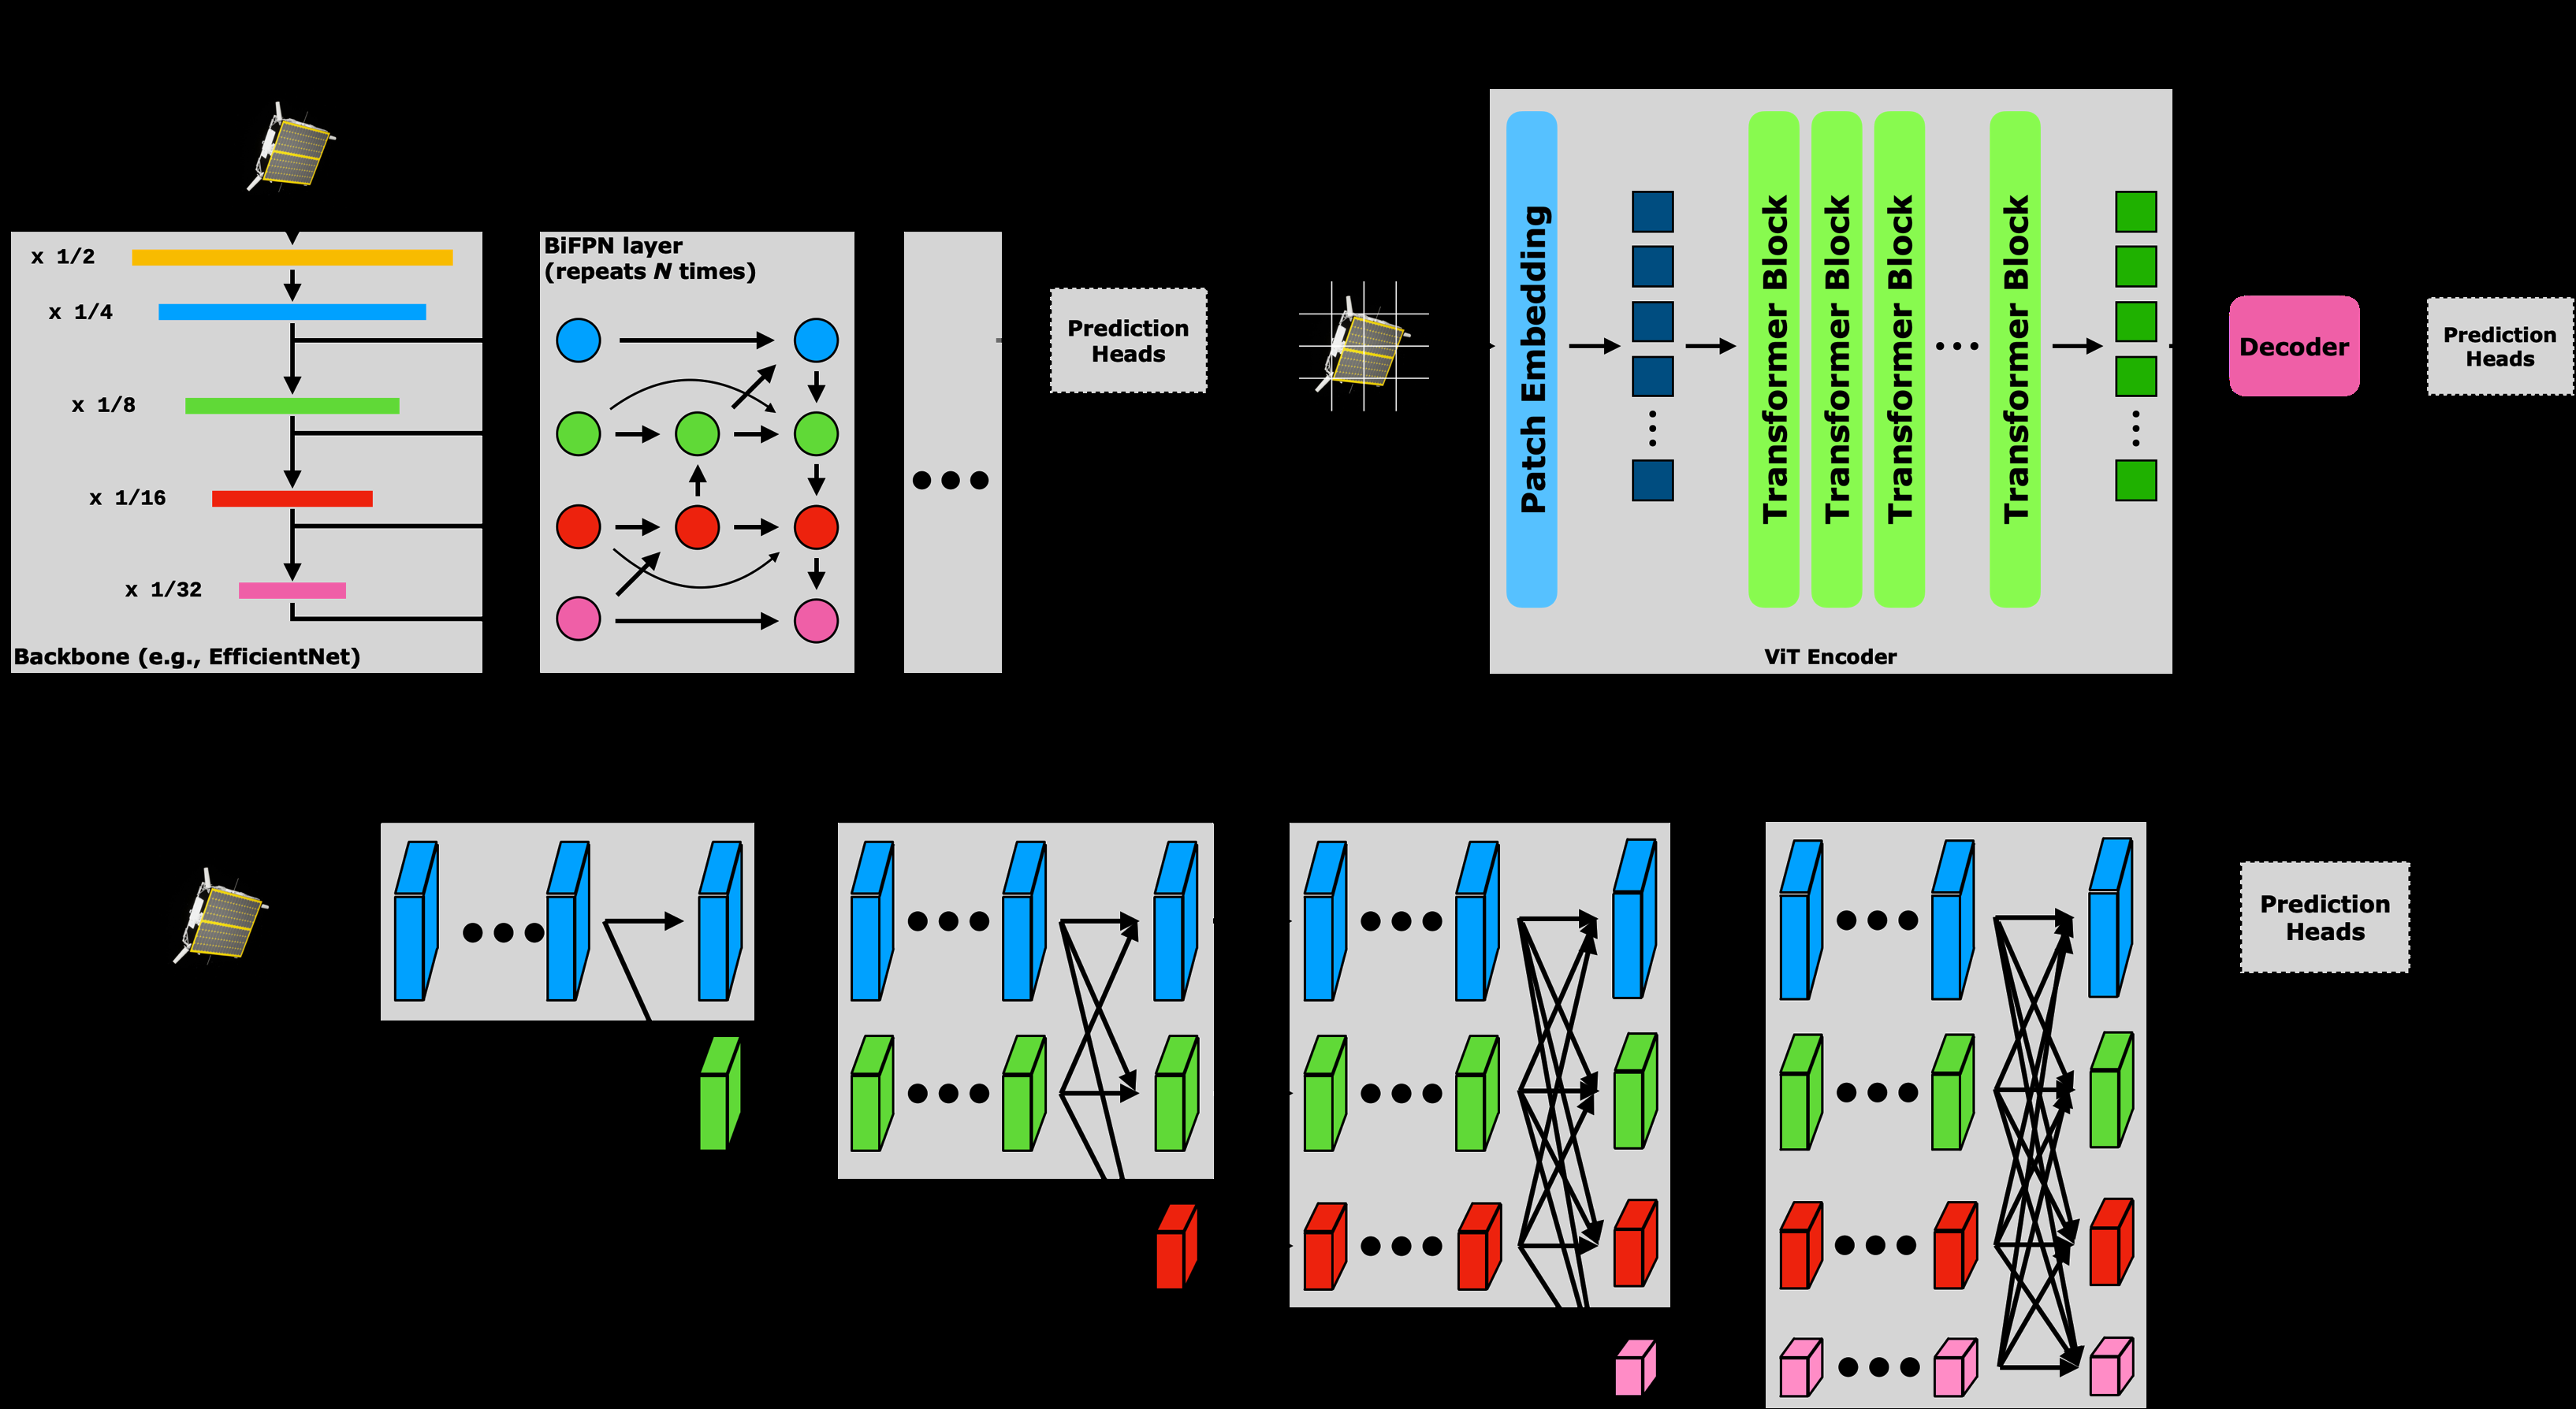 x 1/2
x 1/4
x 1/8
x 1/16
x 1/32
Backbone (e.g., EfficientNet)
BiFPN layer
(repeats N times)
Prediction
Heads
Patch Embedding
Transformer Block
Transformer Block
Transformer Block
Transformer Block
ViT Encoder
Decoder
Prediction
Heads
Prediction
Heads